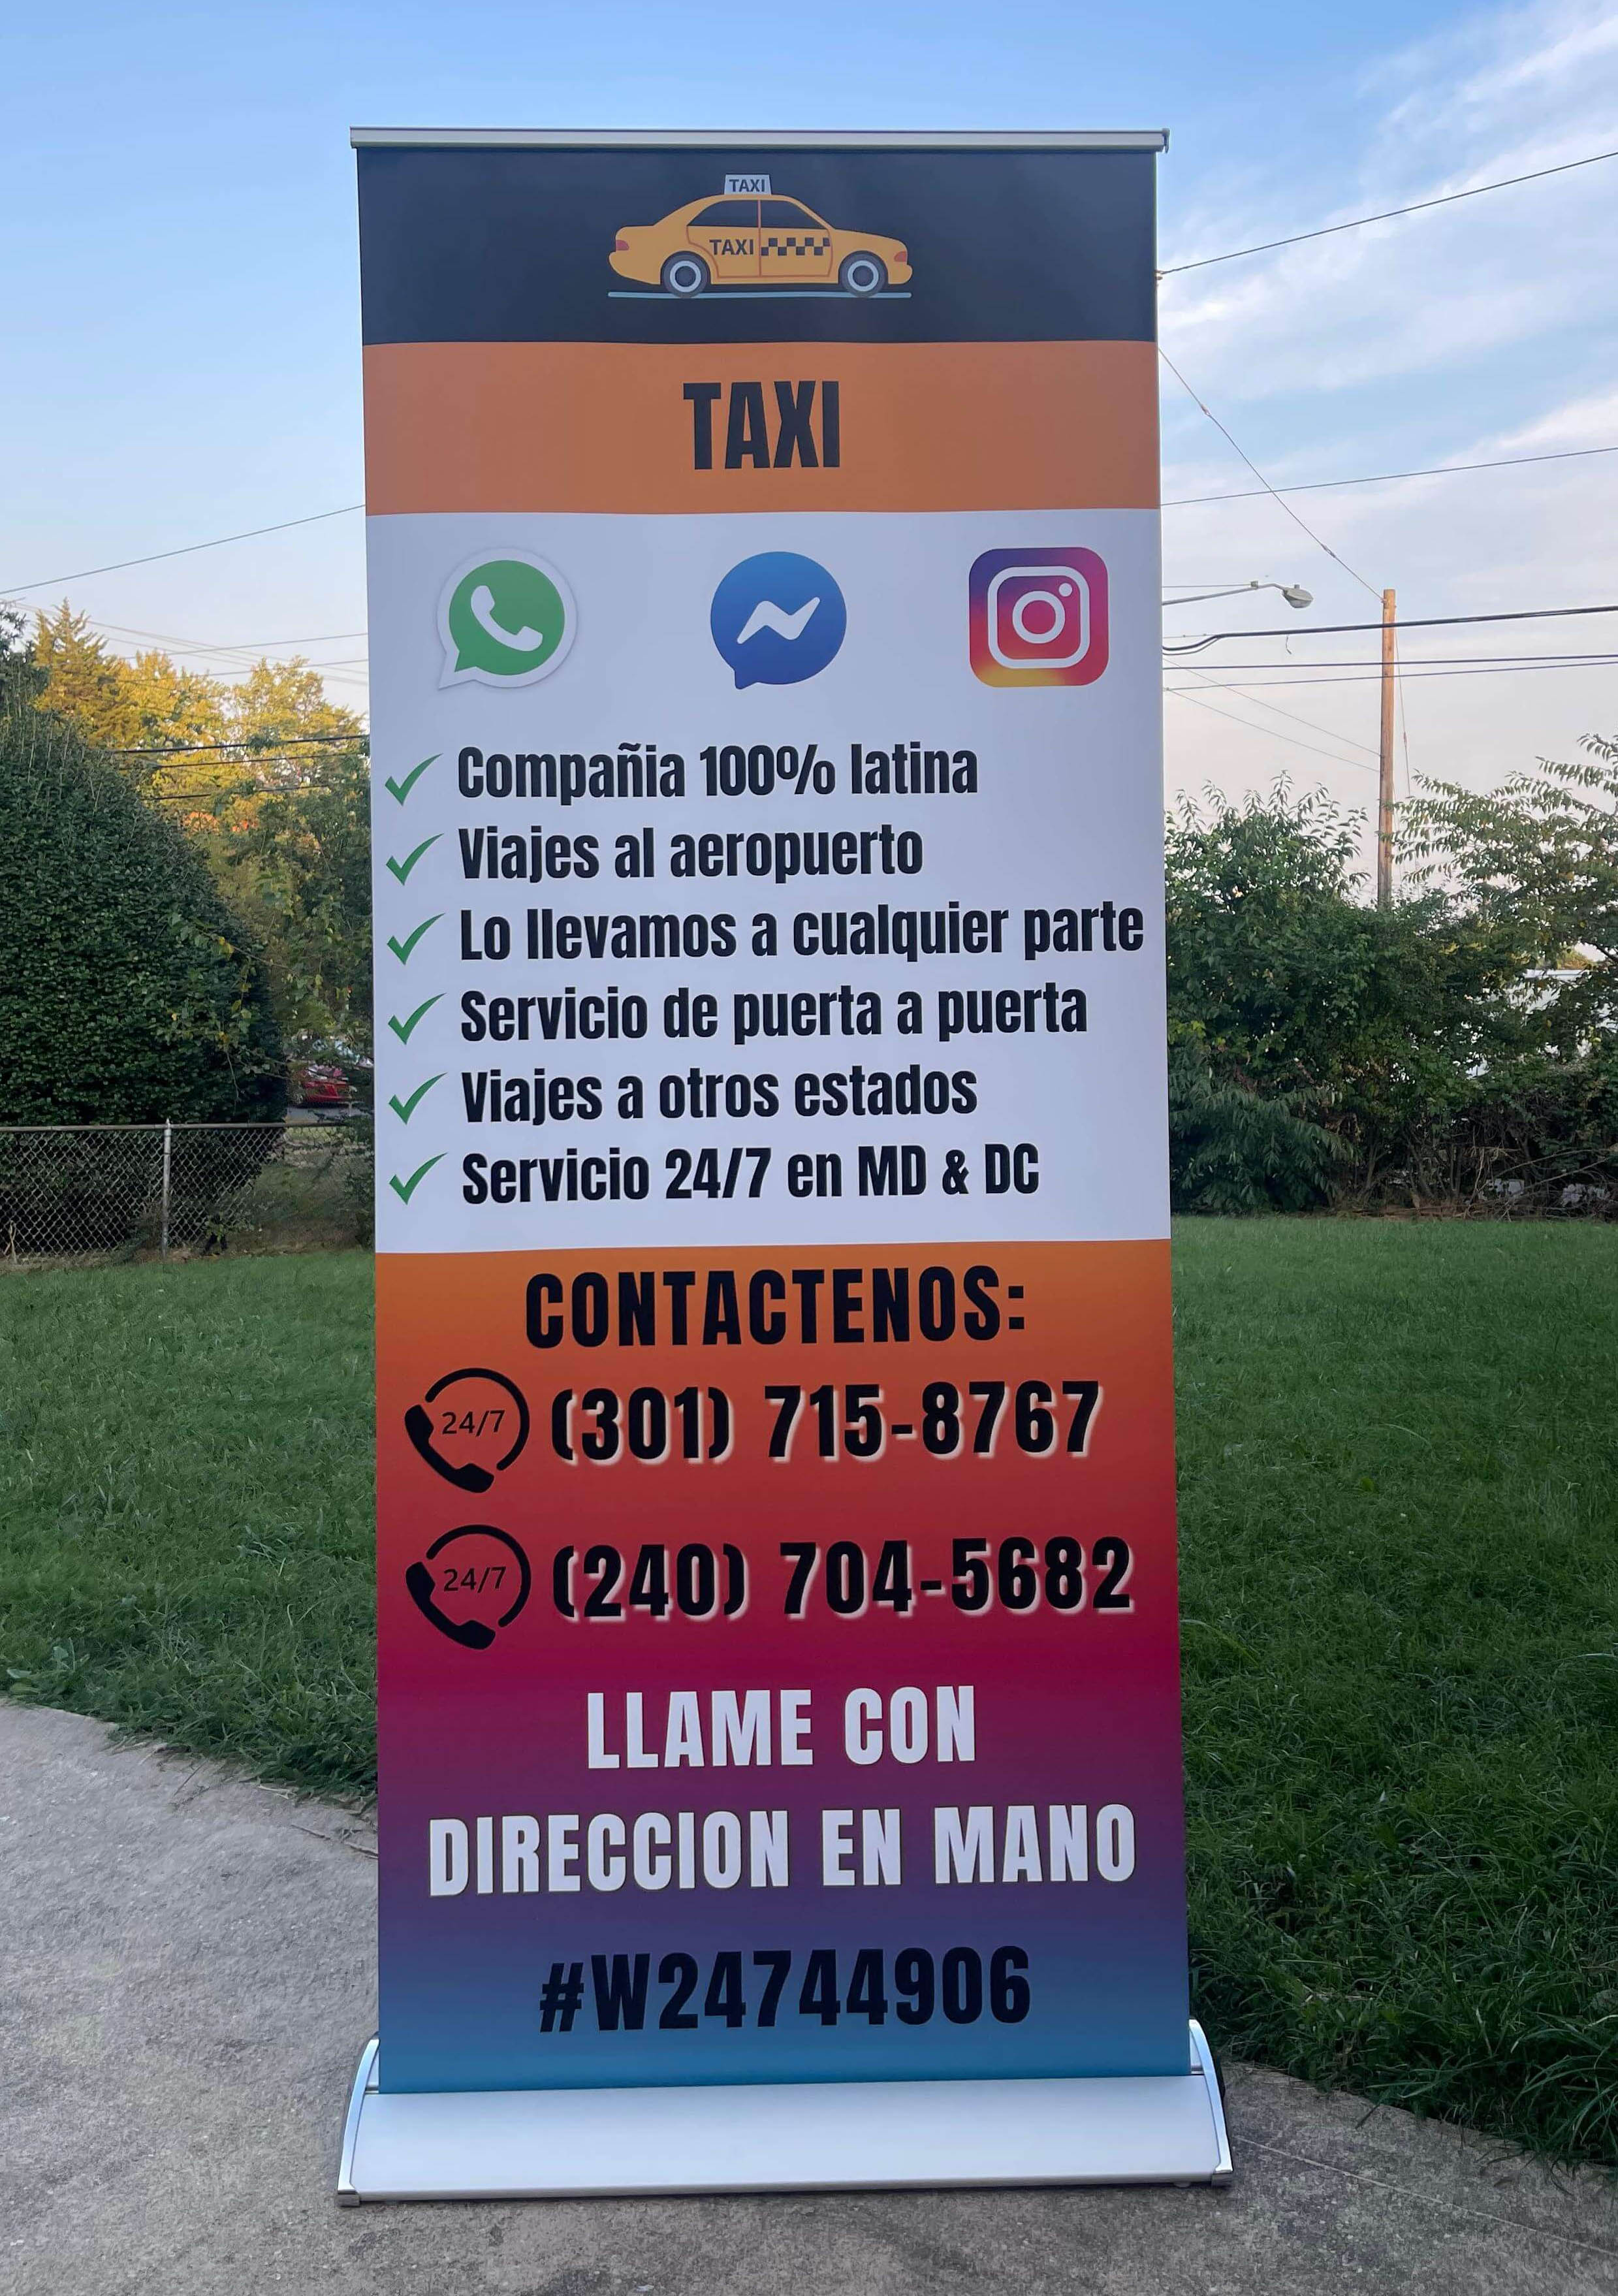 TAXI
TAXI
TAXI
Compañia 100% latina
Viajes al aeropuerto
Lo llevamos a cualquier parte
Servicio de puerta a puerta
Viajes a otros estados
Servicio 24/7 en MD & DC
CONTACTENOS:
24/7 (301) 715-8767
24/7 (240) 704-5682
LLAME CON
DIRECCION EN MANO
#W24744906